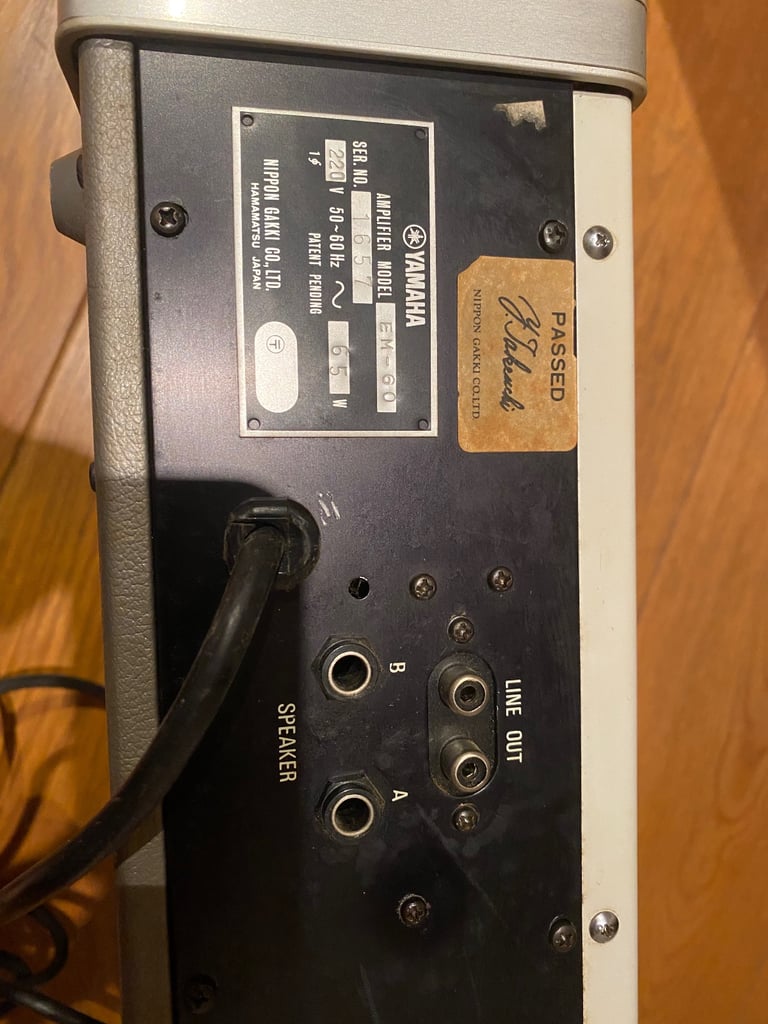 YAMAHA
AMPLIFIER MODEL EM-60
SER. NO. 1657
220 V 50~60 Hz ~ 65 W
1φ PATENT PENDING
NIPPON GAKKI CO., LTD.
HAMAMATSU JAPAN
〒
PASSED
Y. Takeuchi
NIPPON GAKKI CO. LTD
LINE OUT
B
A
SPEAKER